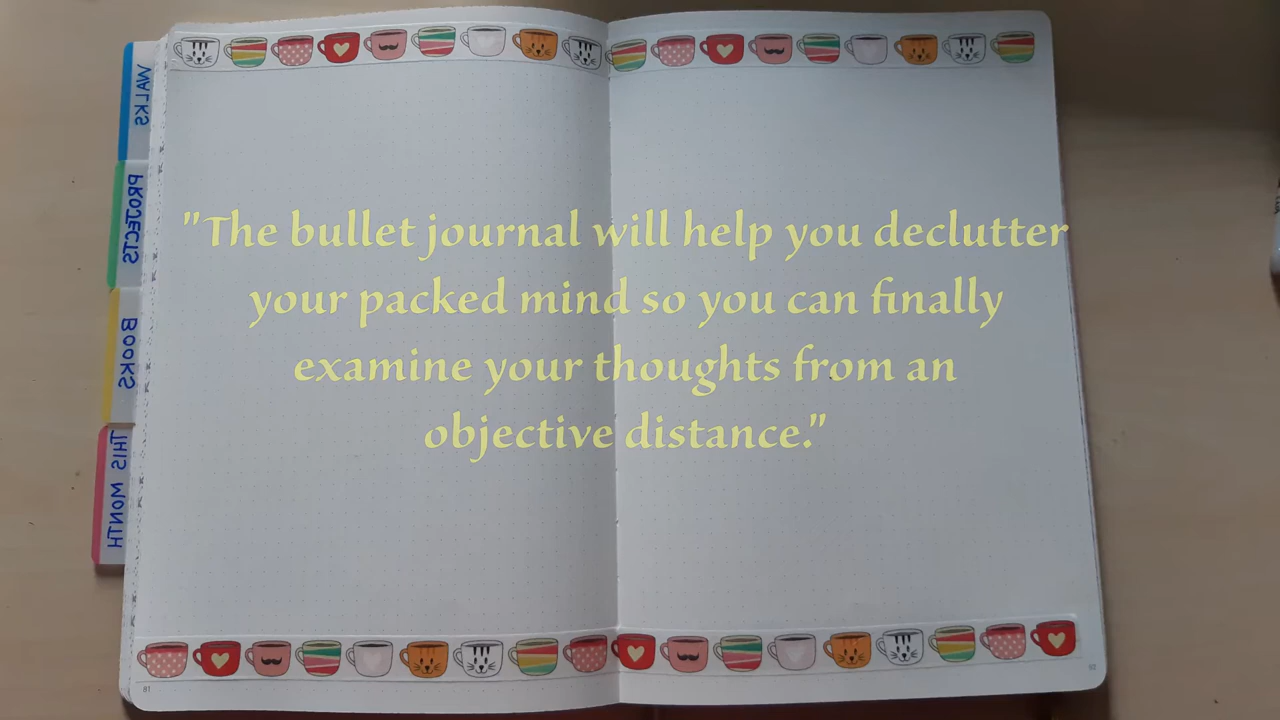 WALKS
PROJECTS
BOOKS
THIS MONTH
"The bullet journal will help you declutter
your packed mind so you can finally
examine your thoughts from an
objective distance."
81